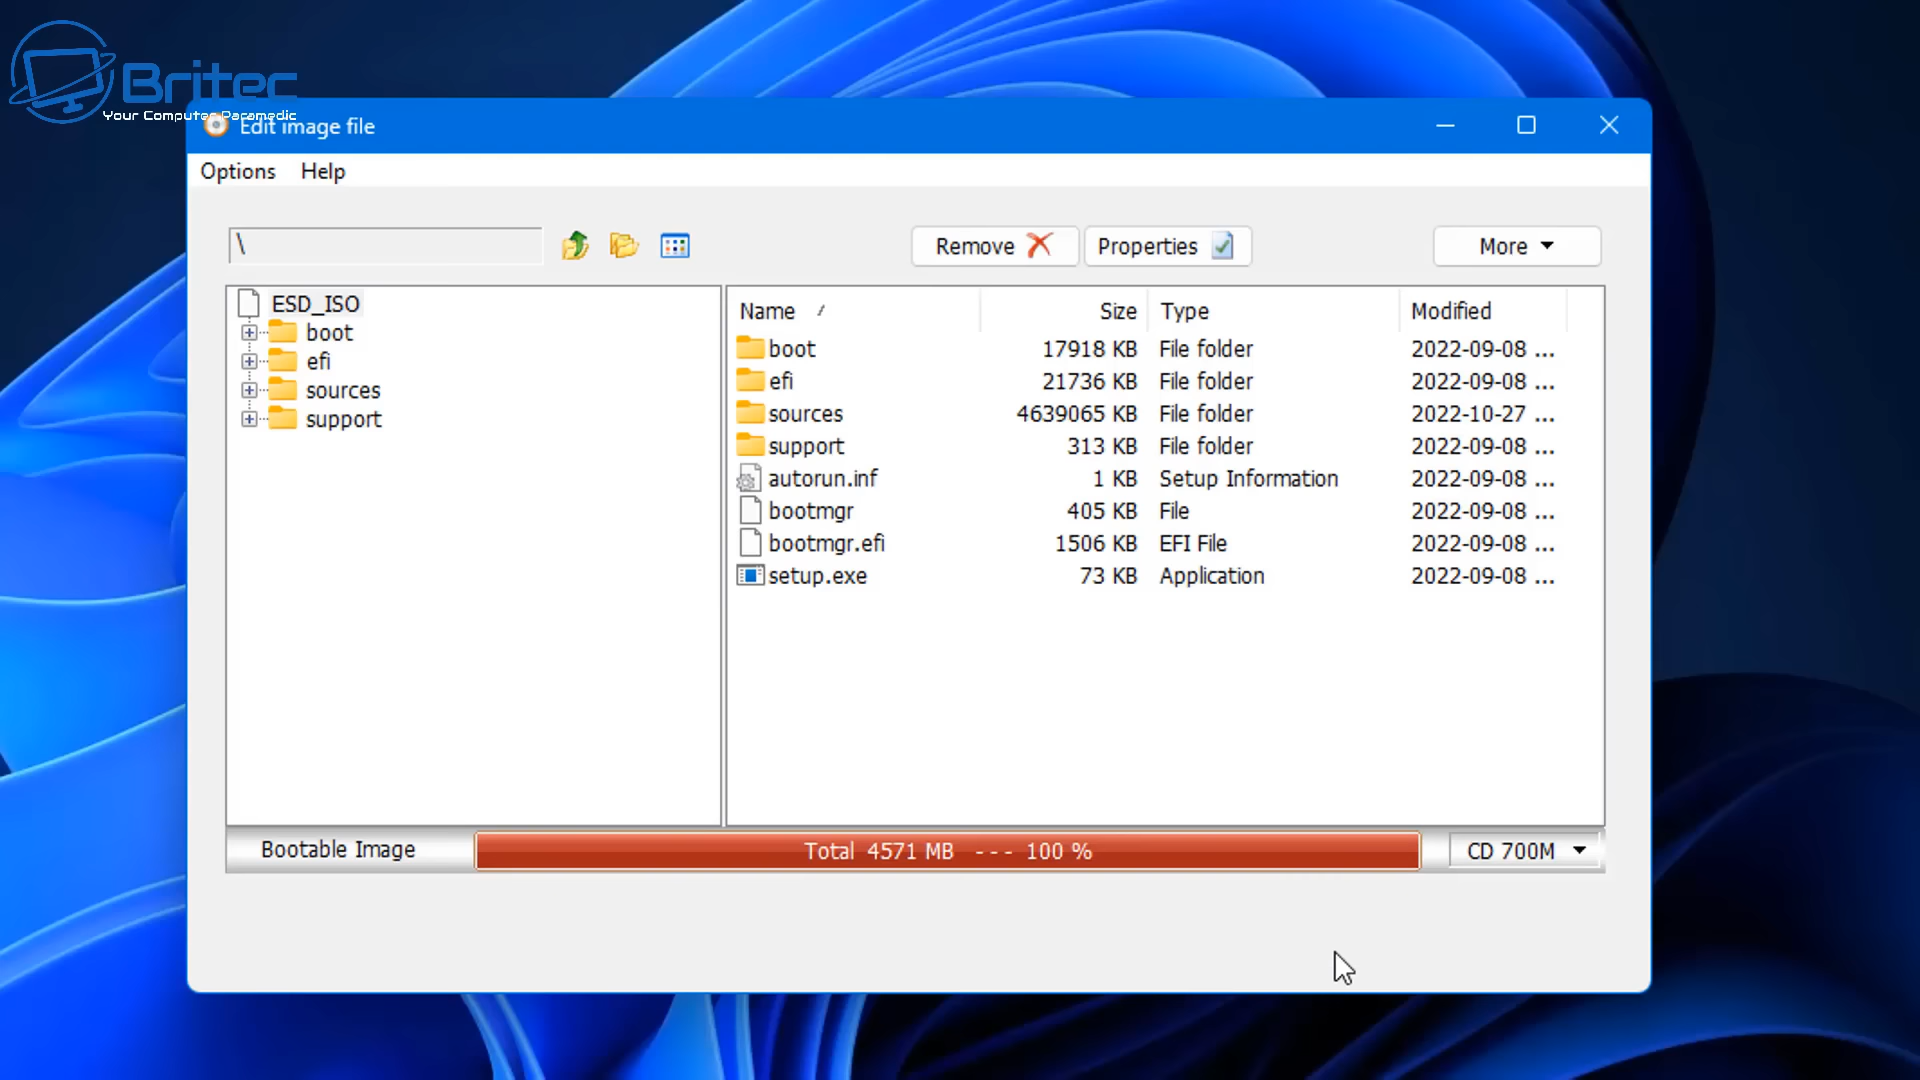 Britec
Your Computer Paramedic
Edit image file
Options Help
\
Remove Properties More
ESD_ISO
boot
efi
sources
support
Name / Size Type Modified
boot 17918 KB File folder 2022-09-08 ...
efi 21736 KB File folder 2022-09-08 ...
sources 4639065 KB File folder 2022-10-27 ...
support 313 KB File folder 2022-09-08 ...
autorun.inf 1 KB Setup Information 2022-09-08 ...
bootmgr 405 KB File 2022-09-08 ...
bootmgr.efi 1506 KB EFI File 2022-09-08 ...
setup.exe 73 KB Application 2022-09-08 ...
Bootable Image Total 4571 MB --- 100 % CD 700M